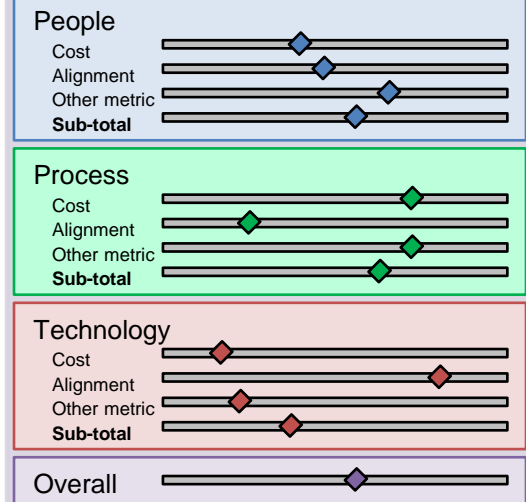 People
Cost
Alignment
Other metric
Sub-total
Process
Cost
Alignment
Other metric
Sub-total
Technology
Cost
Alignment
Other metric
Sub-total
Overall